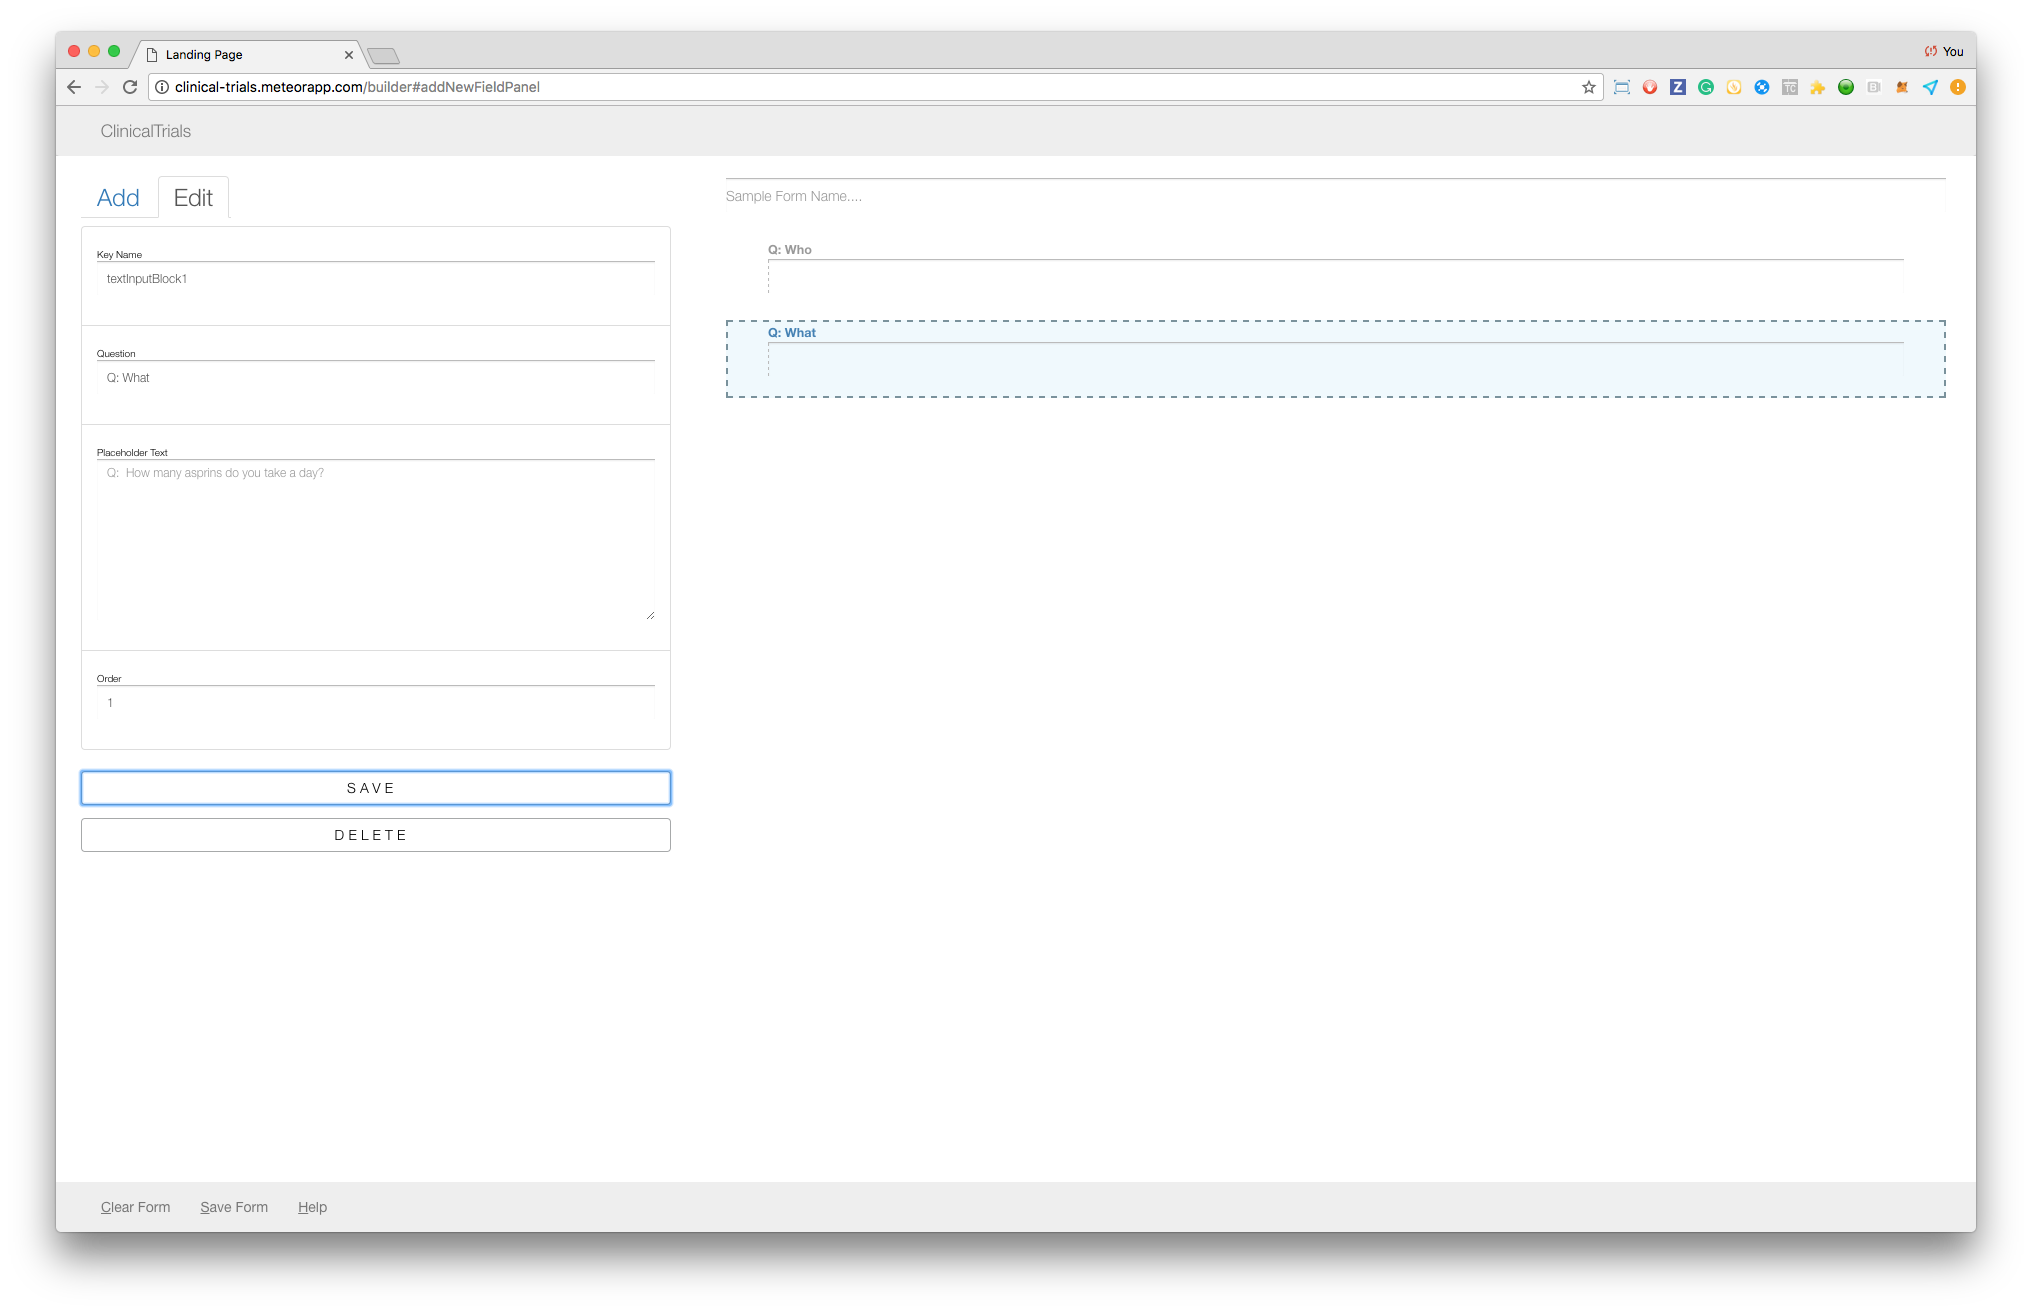 Landing Page
You
clinical-trials.meteorapp.com/builder#addNewFieldPanel
ClinicalTrials
Add
Edit
Key Name
textInputBlock1
Question
Q: What
Placeholder Text
Q: How many asprins do you take a day?
Order
1
SAVE
DELETE
Sample Form Name....
Q: Who
Q: What
Clear Form
Save Form
Help